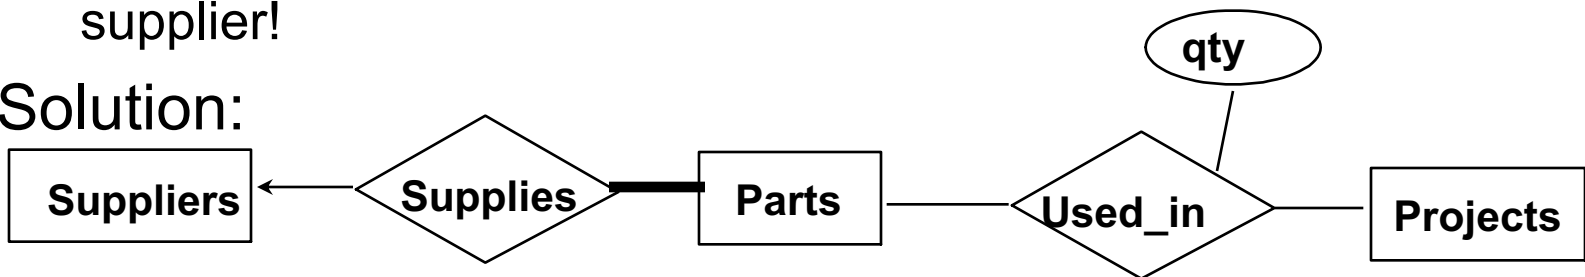 supplier!
Solution:
qty
Suppliers
Supplies
Parts
Used_in
Projects